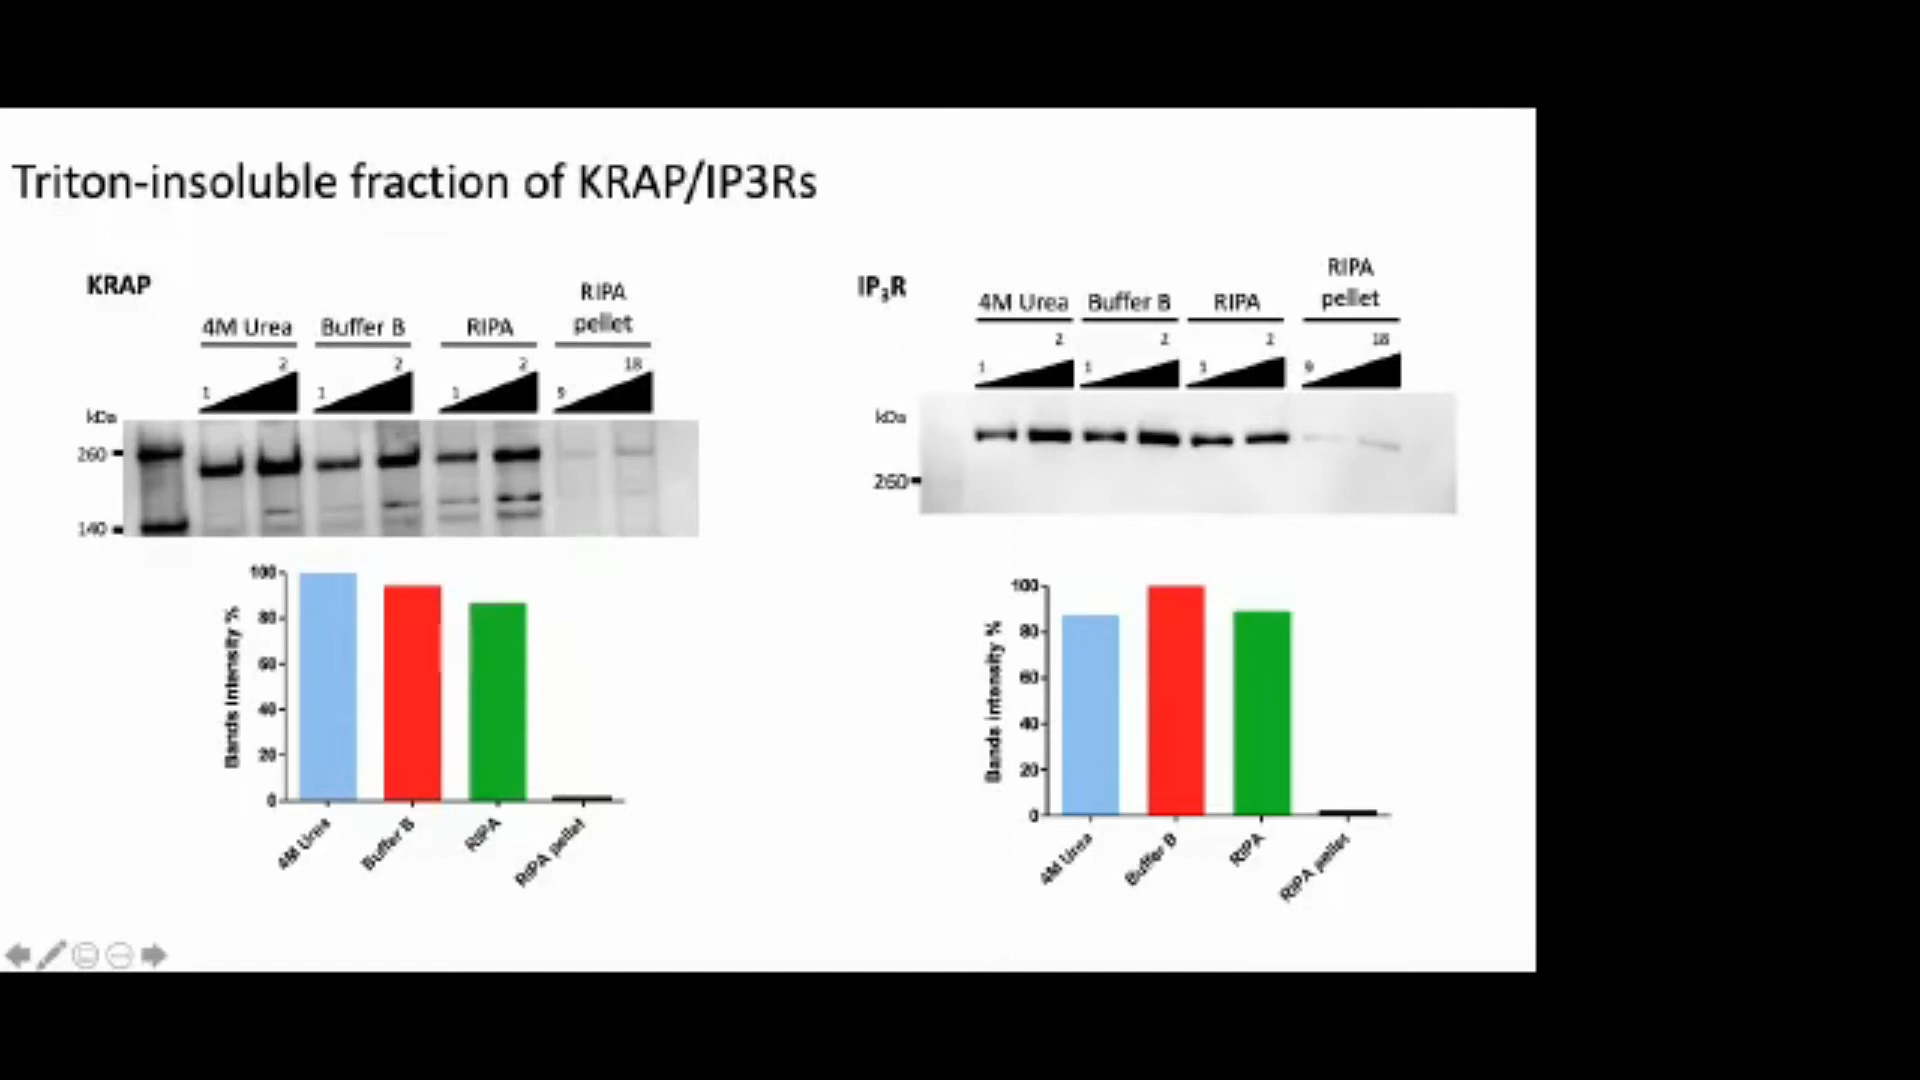 Triton-insoluble fraction of KRAP/IP3Rs
KRAP
4M Urea
Buffer B
RIPA
RIPA
pellet
1
2
1
2
1
2
9
18
kDa
260
140
100
80
60
40
20
0
Bands intensity %
4M Urea
Buffer B
RIPA
RIPA pellet
IP₃R
4M Urea
Buffer B
RIPA
RIPA
pellet
1
2
1
2
2
9
18
kDa
260
100
80
60
40
20
0
Bands intensity %
4M Urea
Buffer B
RIPA
RIPA pellet